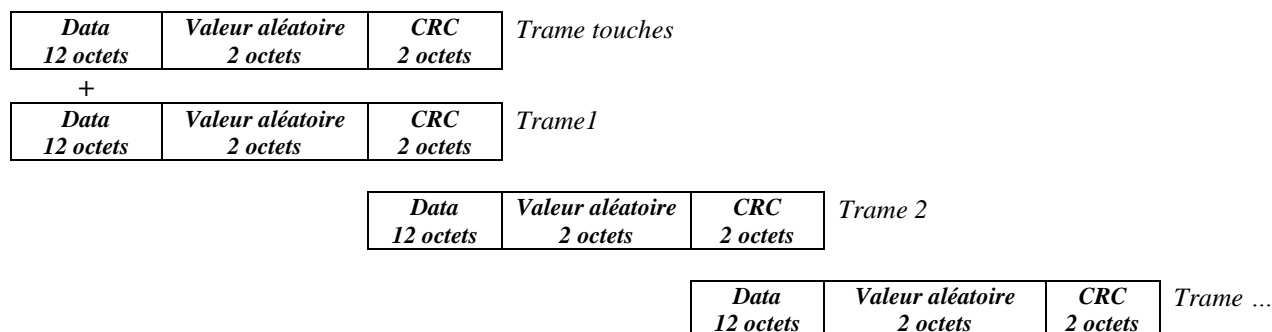 Data Valeur aléatoire CRC Trame touches
12 octets 2 octets 2 octets
+
Data Valeur aléatoire CRC Trame1
12 octets 2 octets 2 octets
Data Valeur aléatoire CRC Trame 2
12 octets 2 octets 2 octets
Data Valeur aléatoire CRC Trame ...
12 octets 2 octets 2 octets